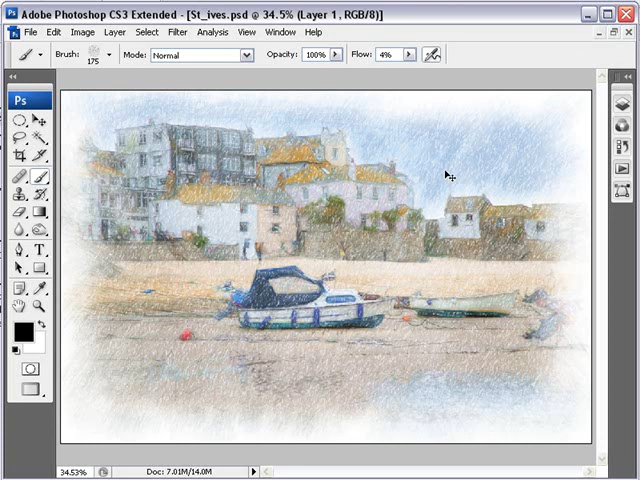 Adobe Photoshop CS3 Extended - [St_ives.psd @ 34.5% (Layer 1, RGB/8)]
Ps File Edit Image Layer Select Filter Analysis View Window Help
Brush: 175 Mode: Normal Opacity: 100% Flow: 4%
Ps
T
34.53% Doc: 7.01M/14.0M